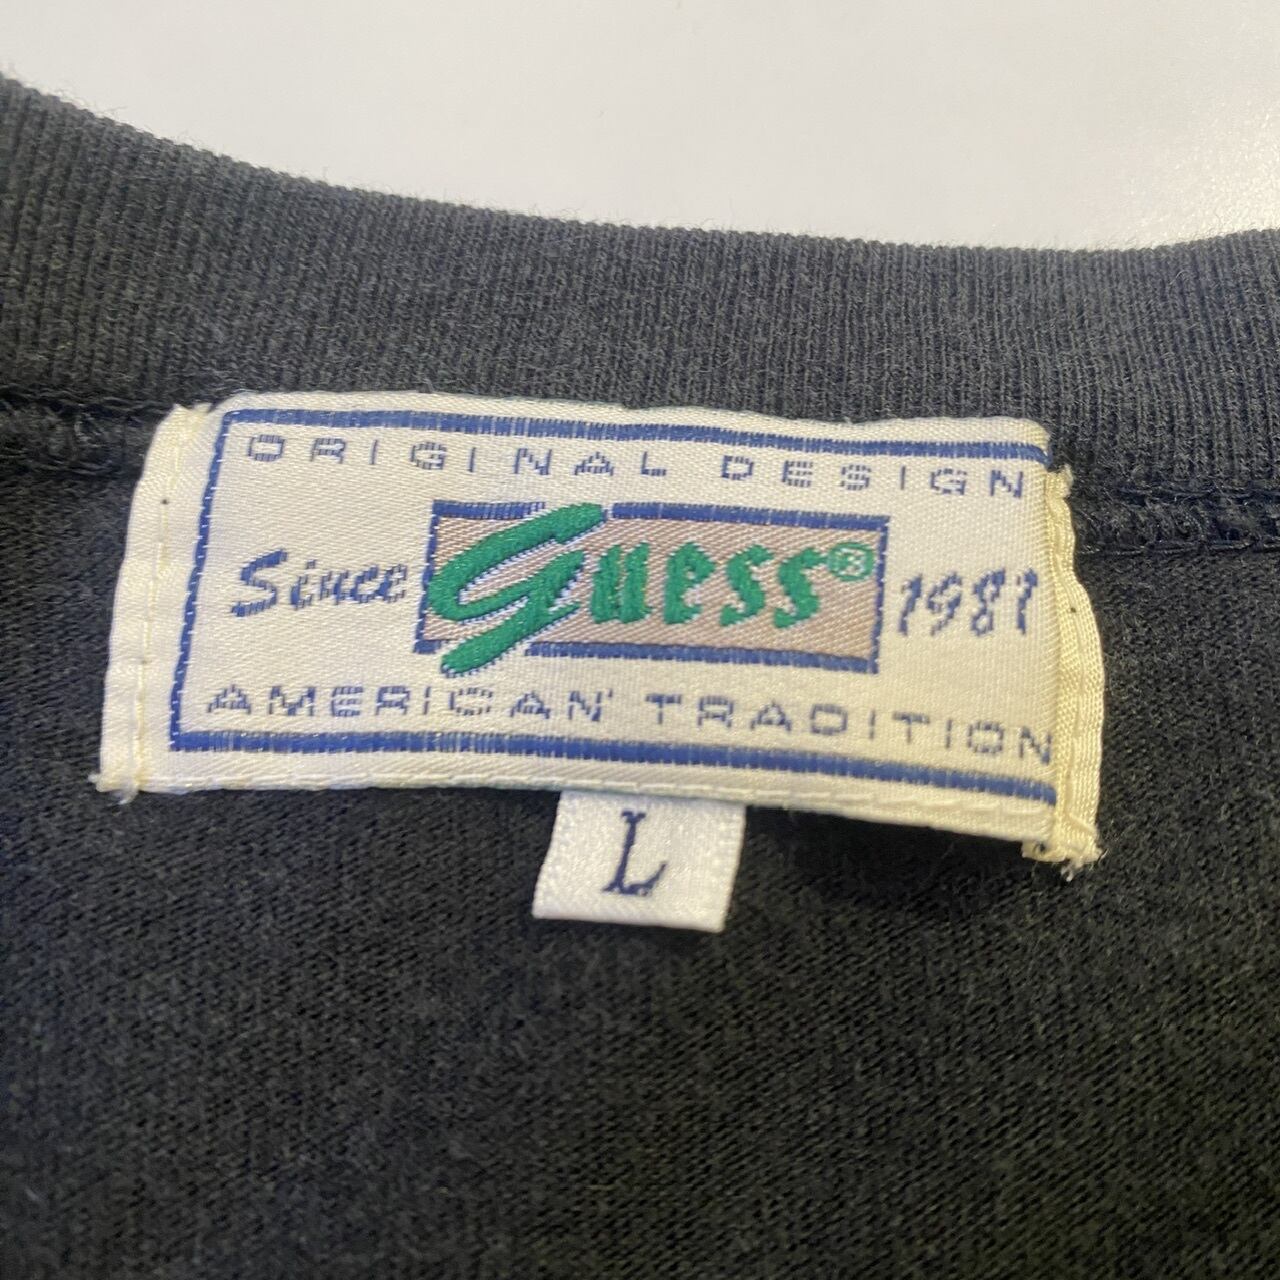 ORIGINAL DESIGN
Since Guess® 1981
AMERICAN TRADITION
L